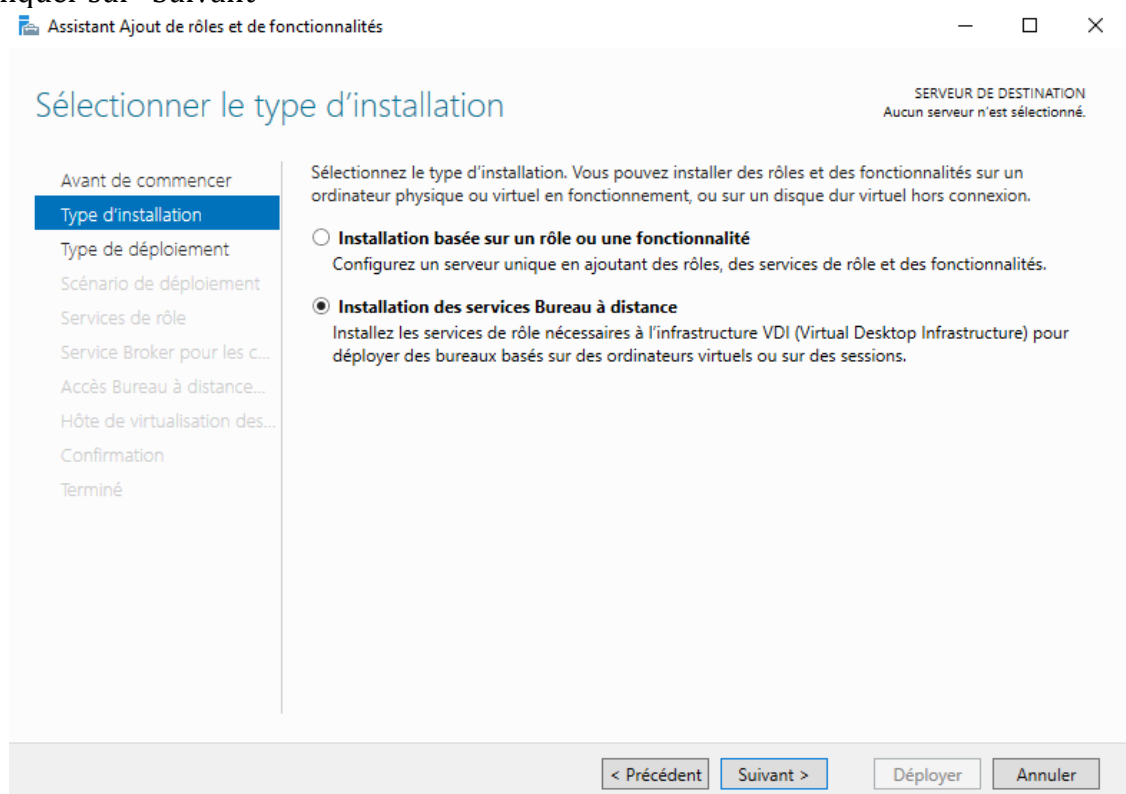 iquer sur "Suivant"
Assistant Ajout de rôles et de fonctionnalités
Sélectionner le type d'installation
SERVEUR DE DESTINATION
Aucun serveur n'est sélectionné.
Avant de commencer
Type d'installation
Type de déploiement
Scénario de déploiement
Services de rôle
Service Broker pour les c...
Accès Bureau à distance...
Hôte de virtualisation des...
Confirmation
Terminé
Sélectionnez le type d'installation. Vous pouvez installer des rôles et des fonctionnalités sur un
ordinateur physique ou virtuel en fonctionnement, ou sur un disque dur virtuel hors connexion.
Installation basée sur un rôle ou une fonctionnalité
Configurez un serveur unique en ajoutant des rôles, des services de rôle et des fonctionnalités.
Installation des services Bureau à distance
Installez les services de rôle nécessaires à l'infrastructure VDI (Virtual Desktop Infrastructure) pour
déployer des bureaux basés sur des ordinateurs virtuels ou sur des sessions.
< Précédent
Suivant >
Déployer
Annuler